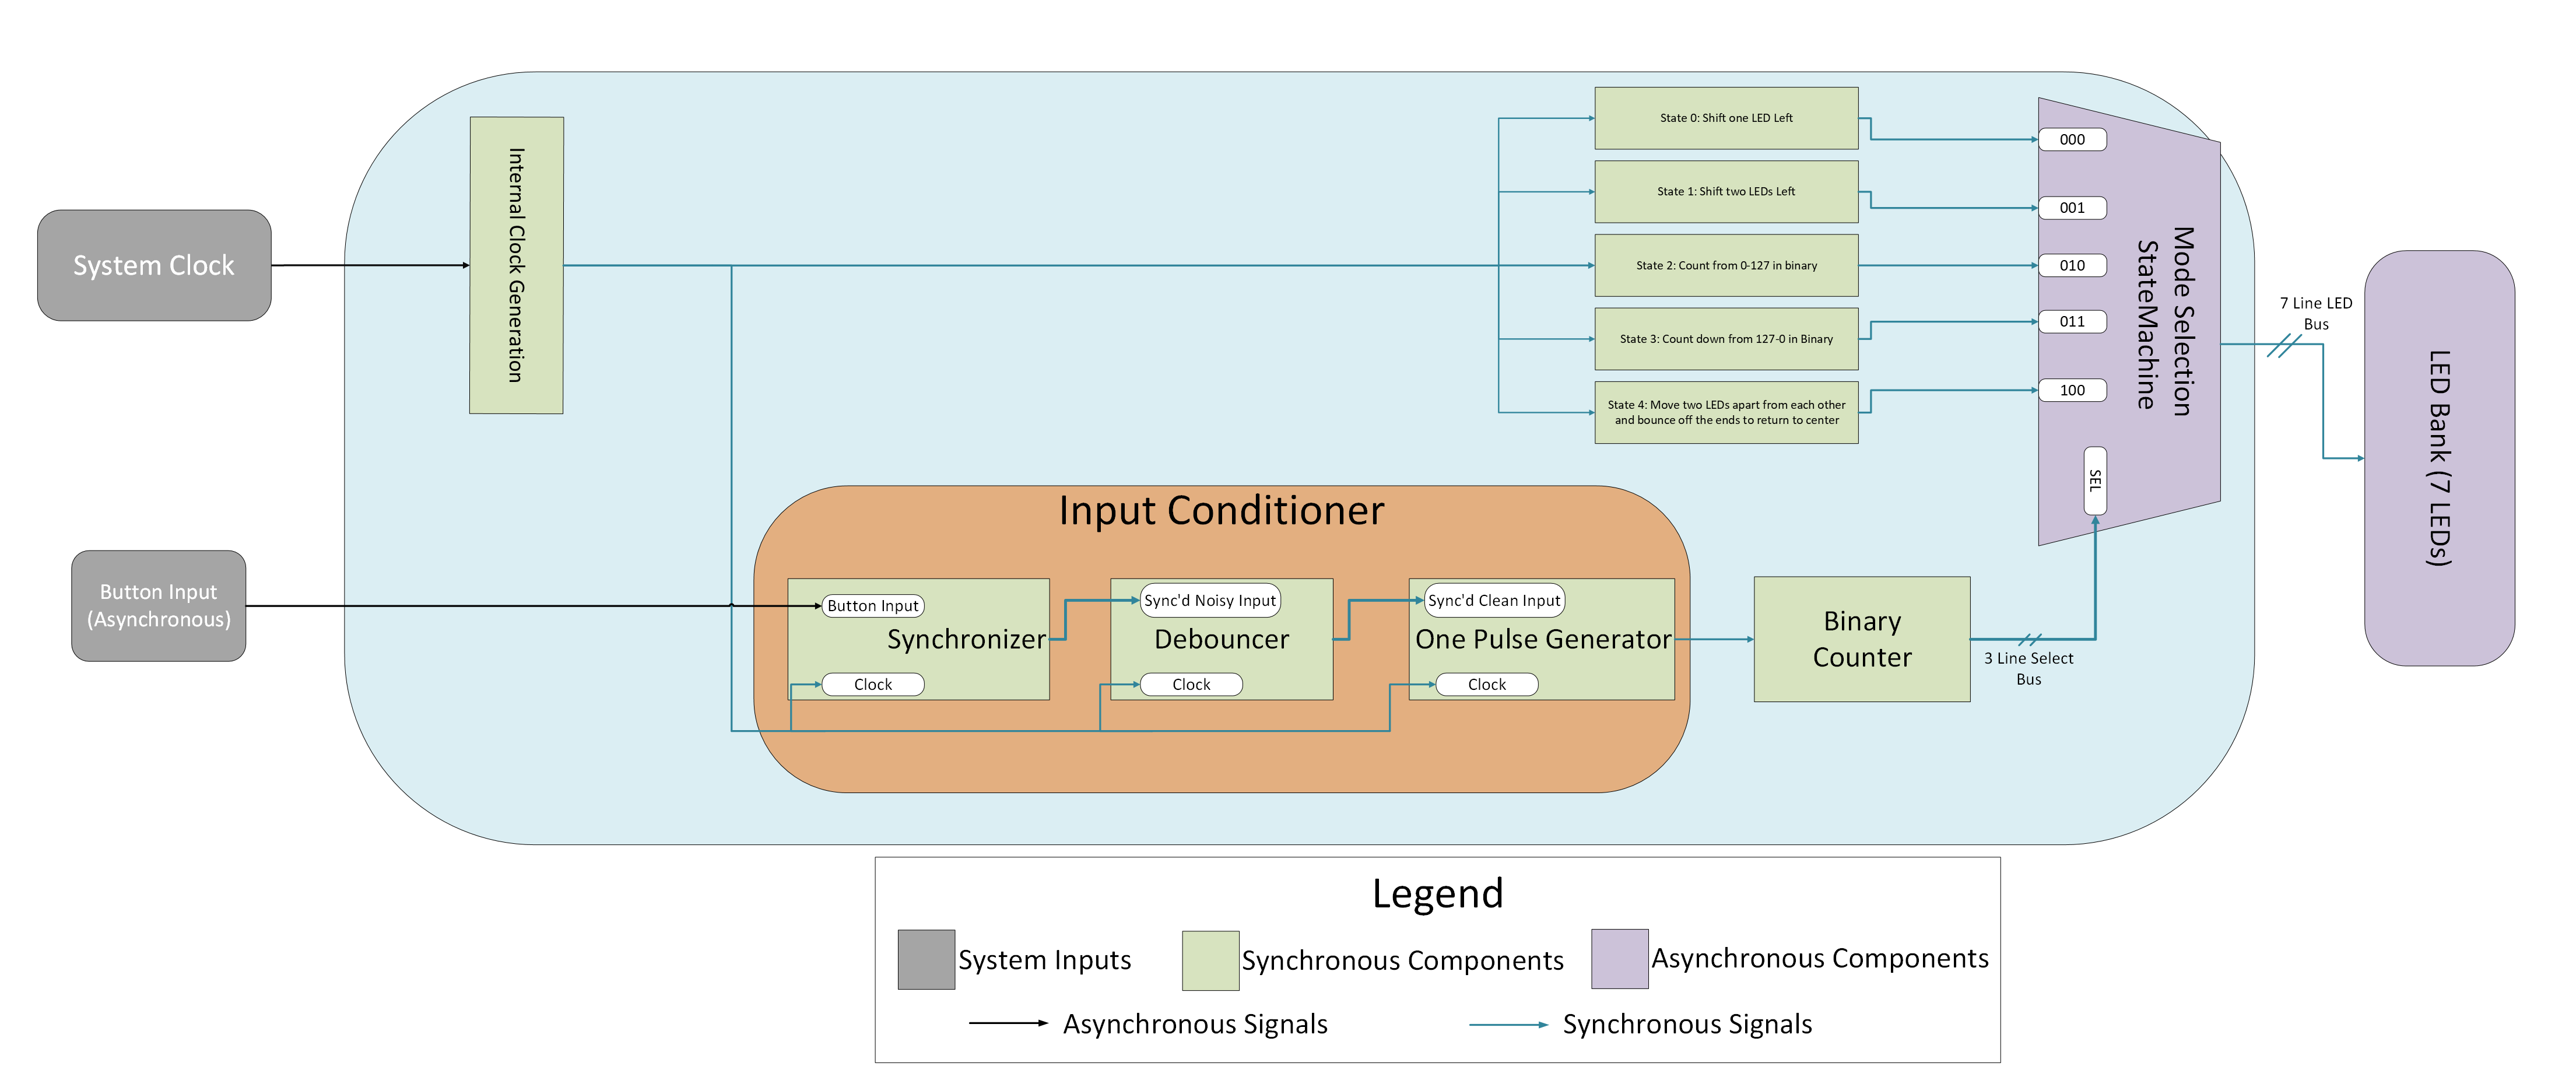 System Clock
Internal Clock Generation
State 0: Shift one LED Left
State 1: Shift two LEDs Left
State 2: Count from 0-127 in binary
State 3: Count down from 127-0 in Binary
State 4: Move two LEDs apart from each other
and bounce off the ends to return to center
000
001
010
011
100
SEL
Mode Selection
StateMachine
7 Line LED
Bus
LED Bank (7 LEDs)
Button Input
(Asynchronous)
Input Conditioner
Button Input
Synchronizer
Clock
Sync'd Noisy Input
Debouncer
Clock
Sync'd Clean Input
One Pulse Generator
Clock
Binary
Counter
3 Line Select
Bus
Legend
System Inputs
Synchronous Components
Asynchronous Components
Asynchronous Signals
Synchronous Signals